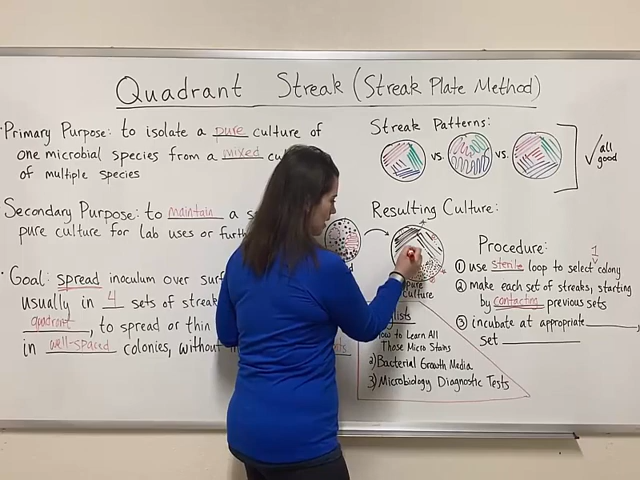 Quadrant Streak (Streak Plate Method)
Primary Purpose: to isolate a pure culture of
one microbial species from a mixed
of multiple species
Secondary Purpose: to maintain a
pure culture for lab uses or
Goal: spread inoculum over
usually in 4 sets of
quadrant, to spread or thin
in well-spaced colonies, without
Streak Patterns:
vs. vs.
✓ all
good
Resulting Culture:
pure
culture
How to Learn All
Those Micro Stains
2) Bacterial Growth Media
3) Microbiology Diagnostic Tests
Procedure:
1
① use sterile loop to select colony
② make each set of streaks, starting
by contacting previous sets
③ incubate at appropriate ______
set ______